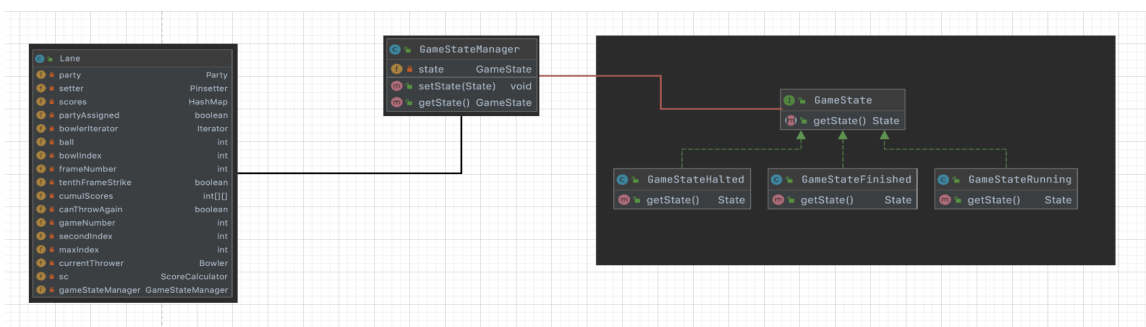 Lane
party Party
setter Pinsetter
scores HashMap
partyAssigned boolean
bowlerIterator Iterator
ball int
bowlIndex int
frameNumber int
tenthFrameStrike boolean
cumulScores int[][]
canThrowAgain boolean
gameNumber int
secondIndex int
maxIndex int
currentThrower Bowler
sc ScoreCalculator
gameStateManager GameStateManager
GameStateManager
state GameState
setState(State) void
getState() GameState
GameState
getState() State
GameStateHalted
getState() State
GameStateFinished
getState() State
GameStateRunning
getState() State